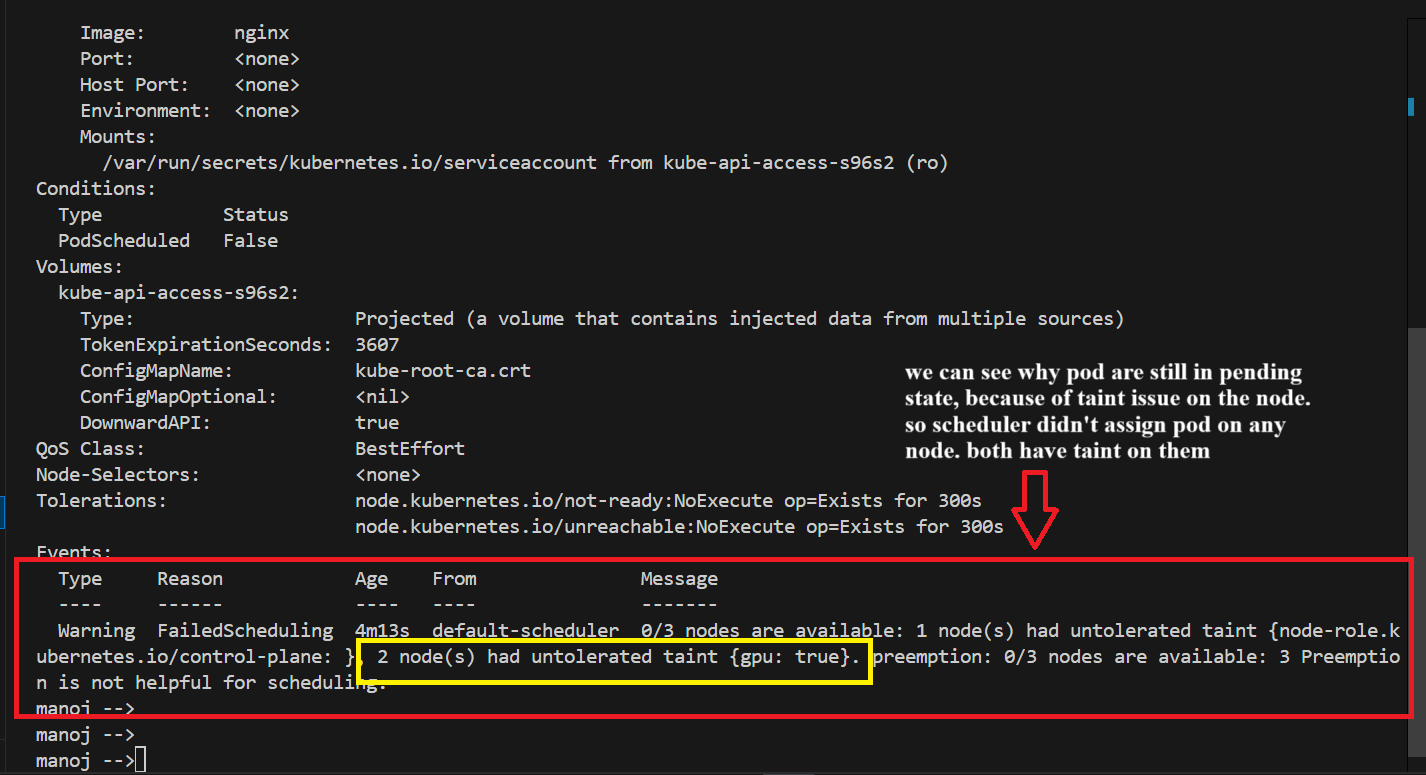 Image: nginx
Port: <none>
Host Port: <none>
Environment: <none>
Mounts:
/var/run/secrets/kubernetes.io/serviceaccount from kube-api-access-s96s2 (ro)
Conditions:
Type Status
PodScheduled False
Volumes:
kube-api-access-s96s2:
Type: Projected (a volume that contains injected data from multiple sources)
TokenExpirationSeconds: 3607
ConfigMapName: kube-root-ca.crt
ConfigMapOptional: <nil>
DownwardAPI: true
QoS Class: BestEffort
Node-Selectors: <none>
Tolerations: node.kubernetes.io/not-ready:NoExecute op=Exists for 300s
node.kubernetes.io/unreachable:NoExecute op=Exists for 300s
we can see why pod are still in pending
state, because of taint issue on the node.
so scheduler didn't assign pod on any
node. both have taint on them
Events:
Type Reason Age From Message
---- ------ ---- ---- -------
Warning FailedScheduling 4m13s default-scheduler 0/3 nodes are available: 1 node(s) had untolerated taint {node-role.k
ubernetes.io/control-plane: }, 2 node(s) had untolerated taint {gpu: true}. preemption: 0/3 nodes are available: 3 Preemptio
n is not helpful for scheduling.
manoj -->
manoj -->
manoj -->